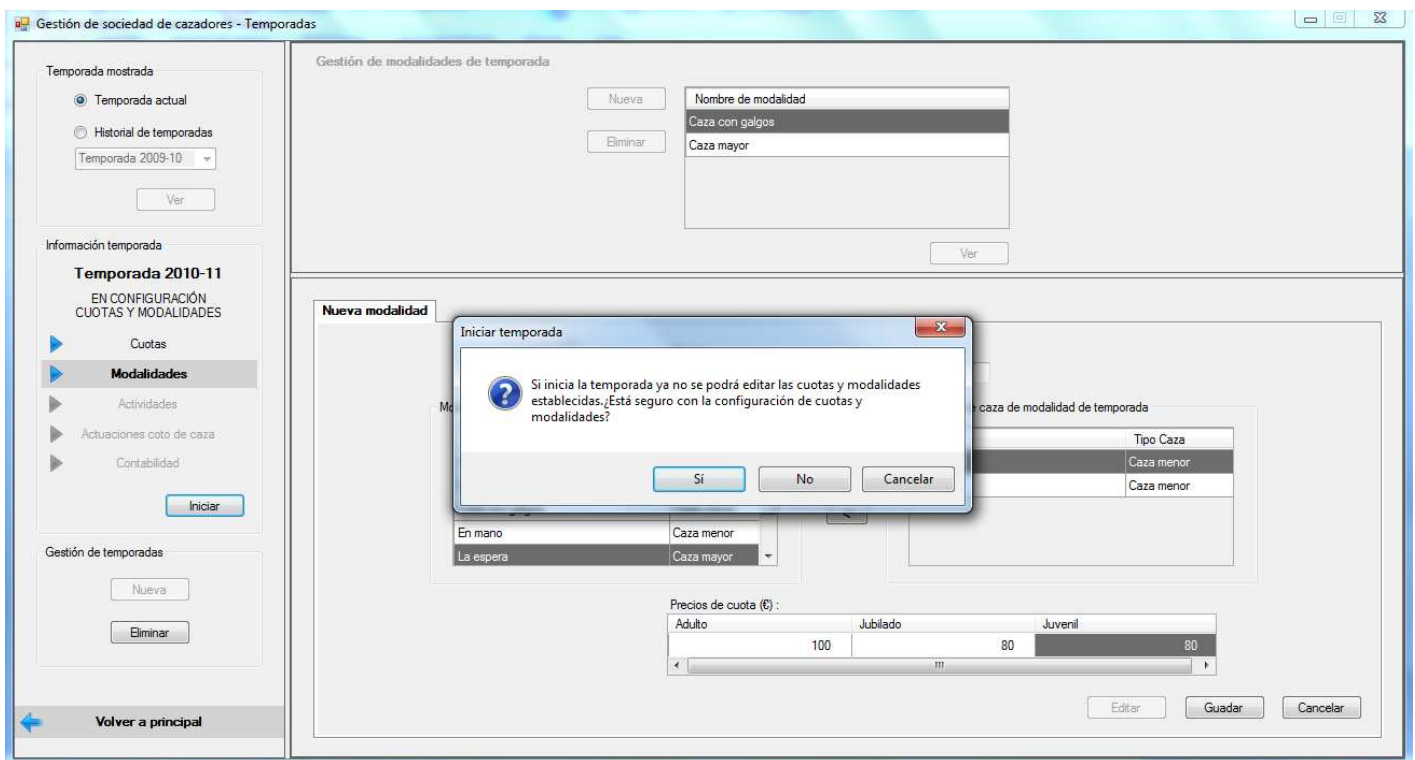 Gestión de sociedad de cazadores - Temporadas
Temporada mostrada
Temporada actual
Historial de temporadas
Temporada 2009-10
Ver
Información temporada
Temporada 2010-11
EN CONFIGURACIÓN
CUOTAS Y MODALIDADES
Cuotas
Modalidades
Actividades
Actuaciones coto de caza
Contabilidad
Iniciar
Gestión de temporadas
Nueva
Eliminar
Volver a principal
Gestión de modalidades de temporada
Nueva
Eliminar
Nombre de modalidad
Caza con galgos
Caza mayor
Ver
Nueva modalidad
Iniciar temporada
Si inicia la temporada ya no se podrá editar las cuotas y modalidades
establecidas.¿Está seguro con la configuración de cuotas y
modalidades?
Sí No Cancelar
caza de modalidad de temporada
Tipo Caza
Caza menor
Caza menor
En mano Caza menor
La espera Caza mayor
Precios de cuota (€) :
Adulto Jubilado Juvenil
100 80 80
Editar Guadar Cancelar